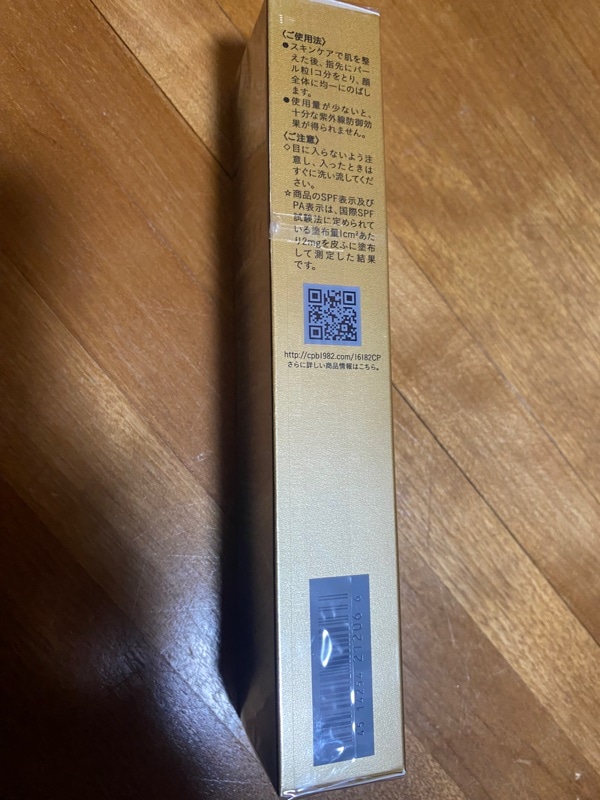 〈ご使用法〉
●スキンケアで肌を整
えた後、指先にパー
ル粒1コ分をとり、顔
全体に均一にのばし
ます。
●使用量が少ないと、
十分な紫外線防御効
果が得られません。
〈ご注意〉
◇目に入らないよう注
意し、入ったときは
すぐに洗い流してくだ
さい。
☆商品のSPF表示及び
PA表示は、国際SPF
試験法に定められて
いる塗布量1cm²あた
り2mgを皮ふに塗布
して測定した結果
です。
http://cpb1982.com/16182CP
さらに詳しい商品情報はこちら。